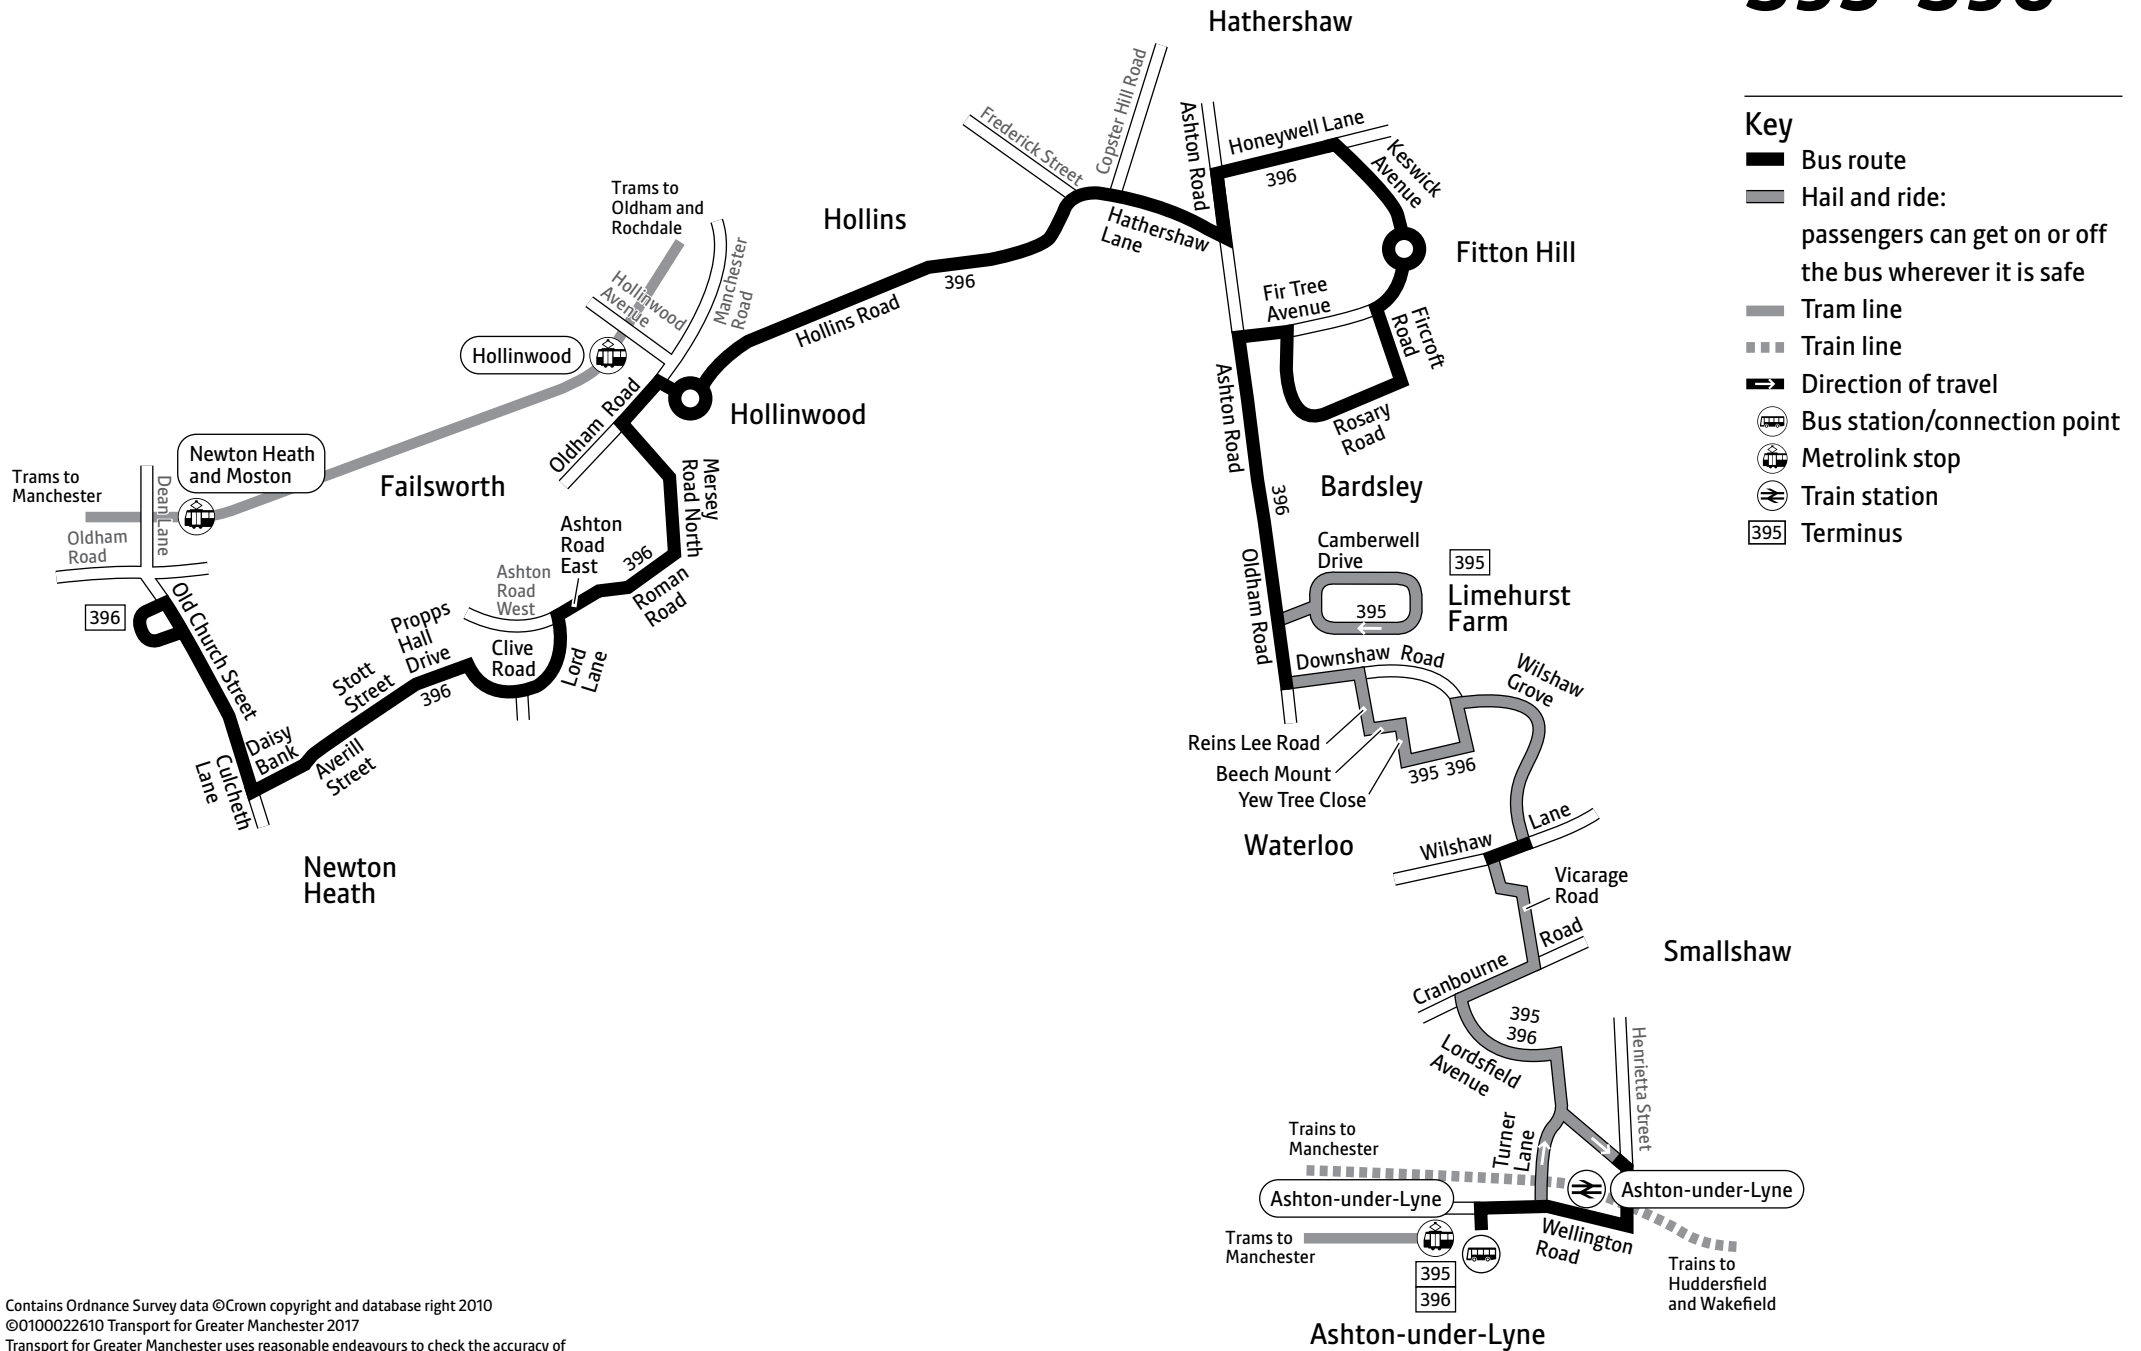 Hathershaw
Key
Bus route
Hail and ride:
passengers can get on or off
the bus wherever it is safe
Tram line
Train line
Direction of travel
Bus station/connection point
Metrolink stop
Train station
395 Terminus
Frederick Street
Copster Hill Road
Ashton Road
Honeywell Lane
396
Keswick
Avenue
Hathershaw
Lane
Fitton Hill
Trams to
Oldham and
Rochdale
Hollins
Hollinwood
Avenue
Manchester
Road
396
Hollins Road
Fir Tree
Avenue
Fircroft
Road
Hollinwood
Oldham Road
Hollinwood
Ashton Road
Rosary
Road
Newton Heath
and Moston
Trams to
Manchester
Dean Lane
Failsworth
Mersey
Road North
Bardsley
396
Oldham
Road
Ashton
Road
East
396
Ashton
Road
West
Roman
Road
Camberwell
Drive
395
395
Limehurst
Farm
Oldham Road
396
Old Church Street
Propps
Hall
Drive
Clive
Road
Lord
Lane
Stott
Street
396
Downshaw Road
Wilshaw
Grove
Daisy
Bank
Averill
Street
Culcheth
Lane
Reins Lee Road
Beech Mount
Yew Tree Close
395 396
Newton
Heath
Waterloo
Wilshaw Lane
Vicarage
Road
Cranbourne Road
Smallshaw
395
396
Lordsfield
Avenue
Henrietta Street
Turner
Lane
Trains to
Manchester
Ashton-under-Lyne
Ashton-under-Lyne
Wellington
Road
Trams to
Manchester
Trains to
Huddersfield
and Wakefield
395
396
Ashton-under-Lyne
Contains Ordnance Survey data ©Crown copyright and database right 2010
©0100022610 Transport for Greater Manchester 2017
Transport for Greater Manchester uses reasonable endeavours to check the accuracy of